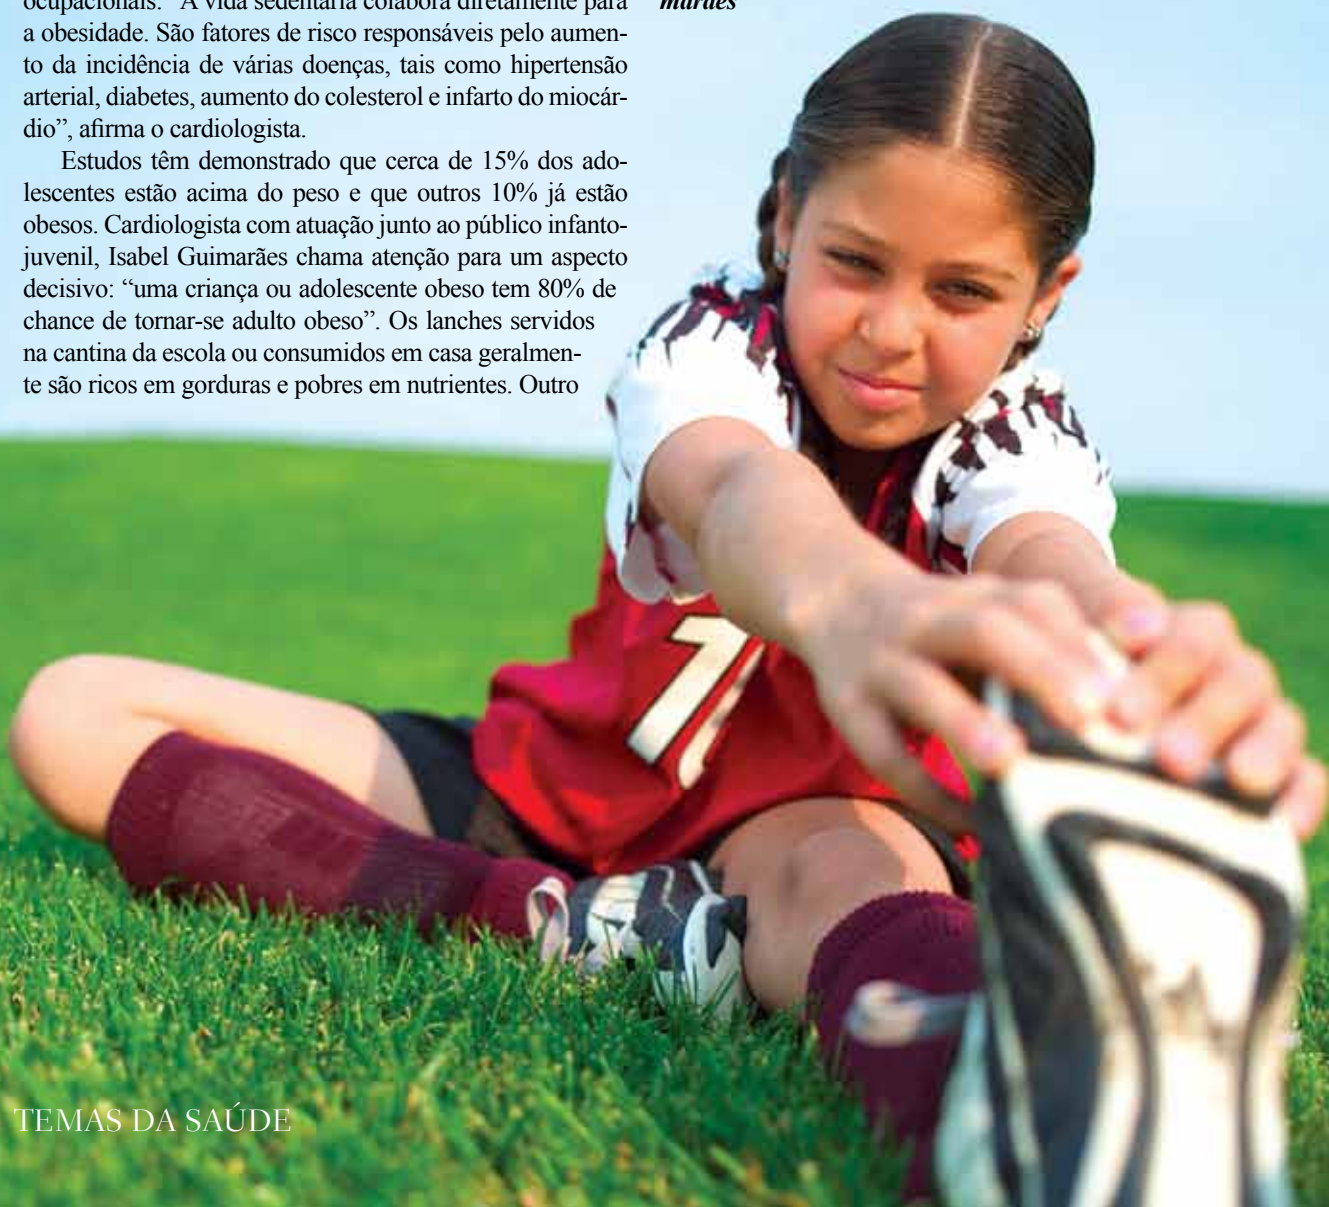 ocupacionais. “A vida sedentária colabora diretamente para
a obesidade. São fatores de risco responsáveis pelo aumen-
to da incidência de várias doenças, tais como hipertensão
arterial, diabetes, aumento do colesterol e infarto do miocár-
dio”, afirma o cardiologista.
Estudos têm demonstrado que cerca de 15% dos ado-
lescentes estão acima do peso e que outros 10% já estão
obesos. Cardiologista com atuação junto ao público infanto-
juvenil, Isabel Guimarães chama atenção para um aspecto
decisivo: “uma criança ou adolescente obeso tem 80% de
chance de tornar-se adulto obeso”. Os lanches servidos
na cantina da escola ou consumidos em casa geralmen-
te são ricos em gorduras e pobres em nutrientes. Outro
marães
TEMAS DA SAÚDE